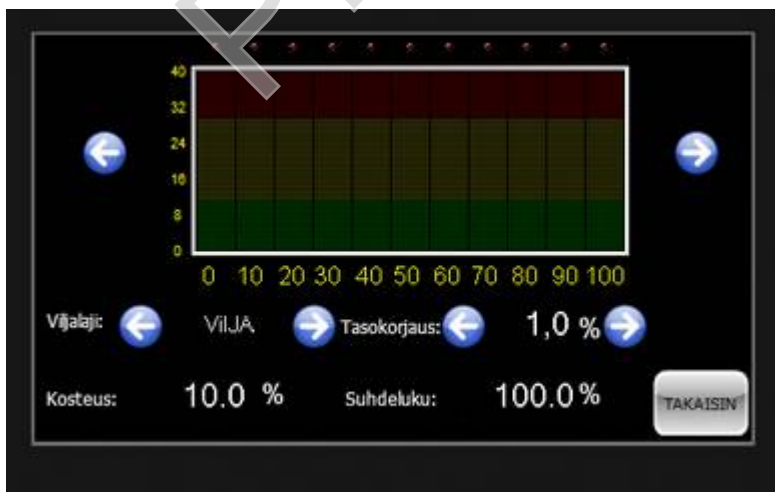 40
32
24
16
8
0
0 10 20 30 40 50 60 70 80 90 100
Viljalaji: VilJA Tasokorjaus: 1,0 %
Kosteus: 10.0 % Suhdeluku: 100.0 %
TAKAISIN